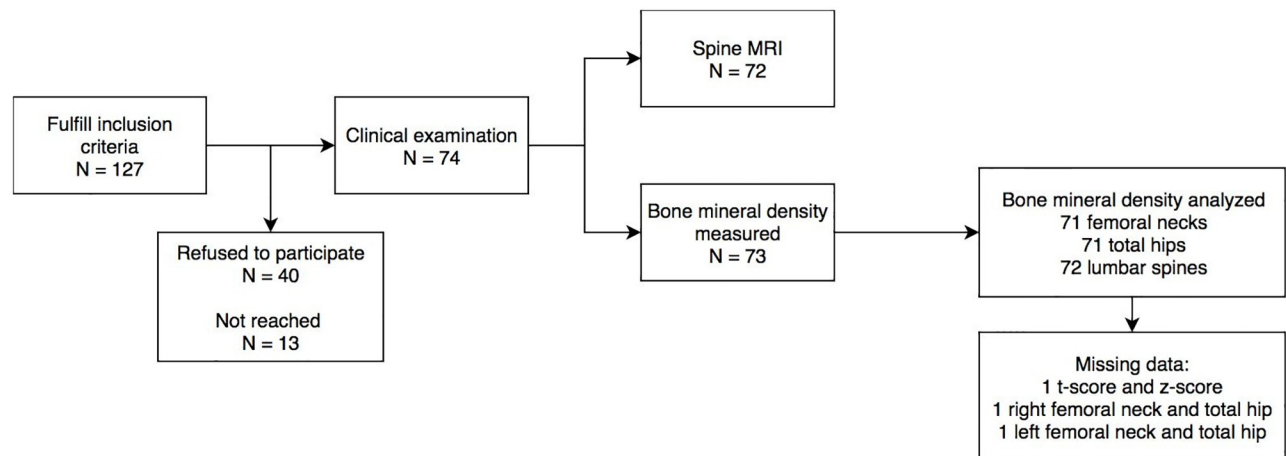 Fulfill inclusion
criteria
N = 127
Refused to participate
N = 40
Not reached
N = 13
Clinical examination
N = 74
Spine MRI
N = 72
Bone mineral density
measured
N = 73
Bone mineral density analyzed
71 femoral necks
71 total hips
72 lumbar spines
Missing data:
1 t-score and z-score
1 right femoral neck and total hip
1 left femoral neck and total hip